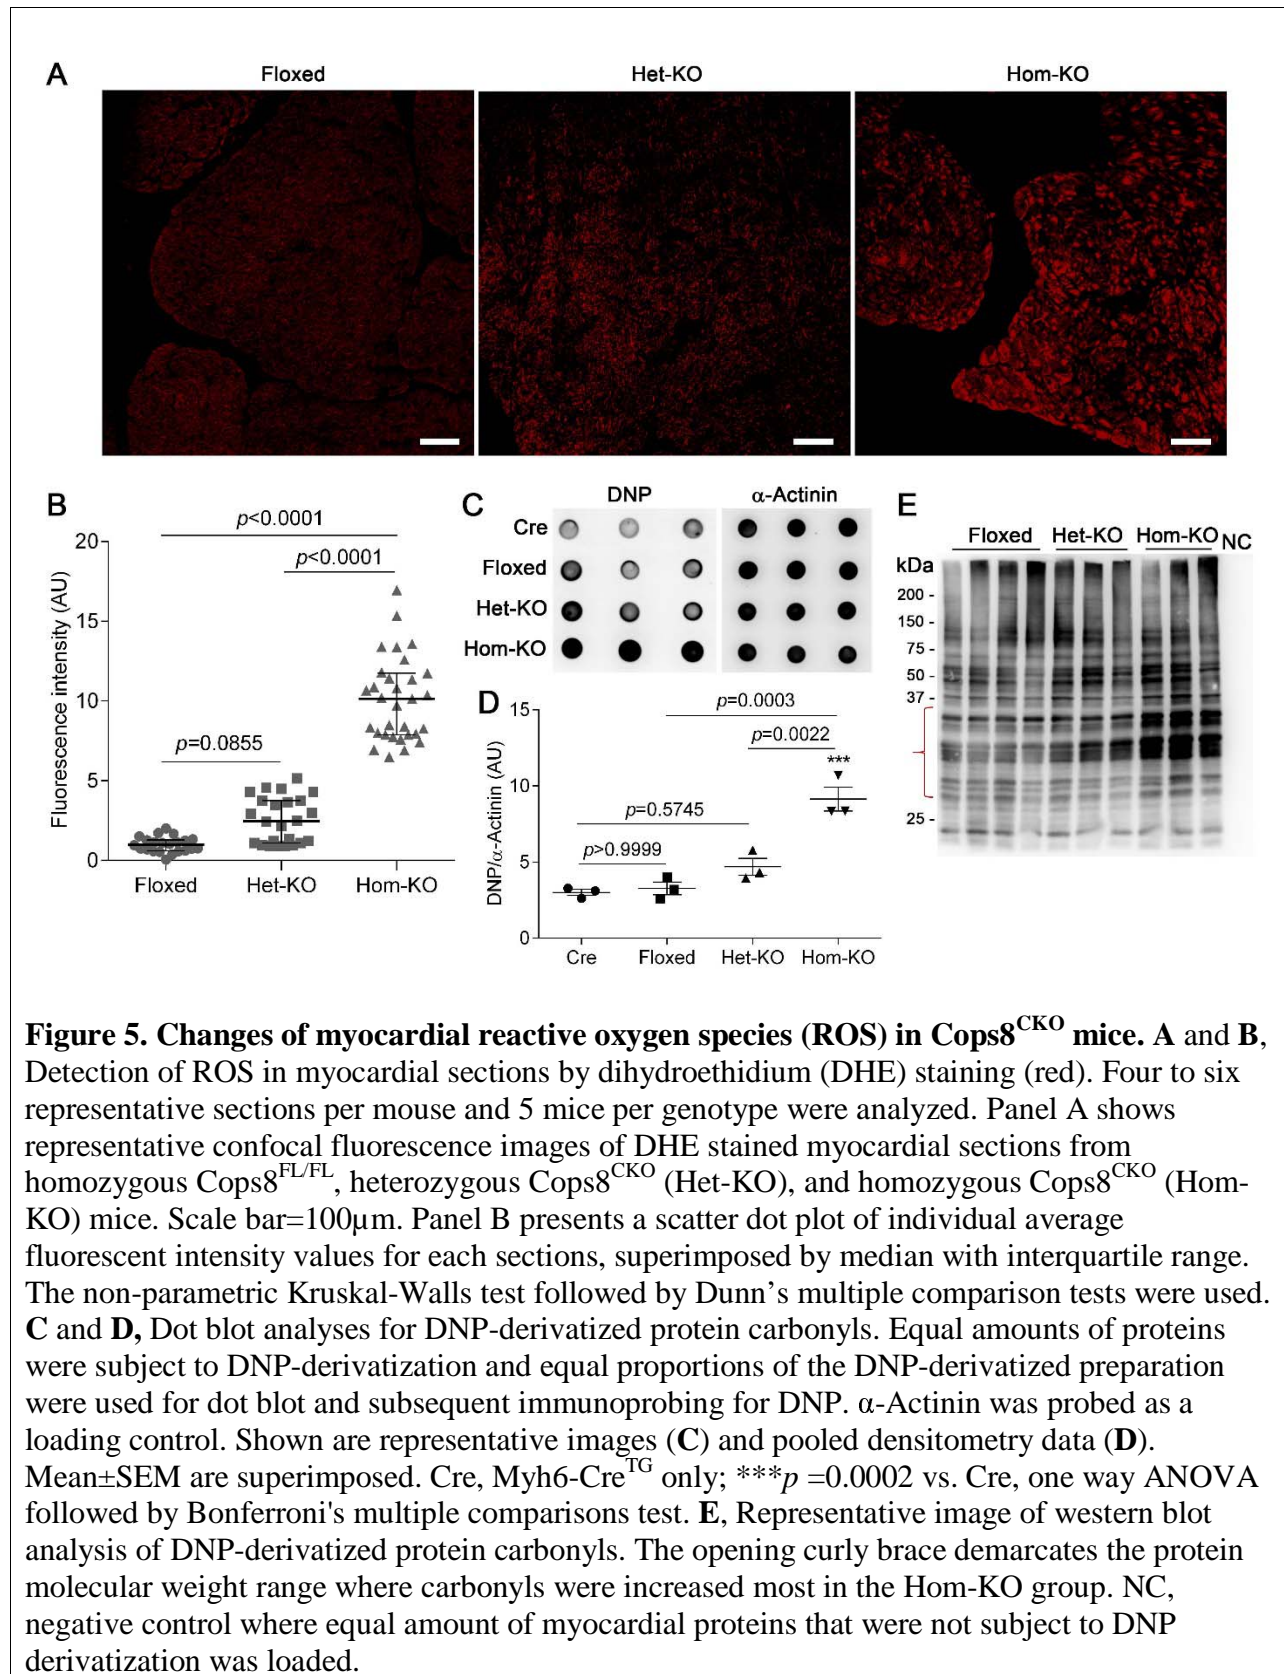 A
Floxed
Het-KO
Hom-KO
B
p<0.0001
p<0.0001
p=0.0855
Fluorescence intensity (AU)
20
15
10
5
0
Floxed
Het-KO
Hom-KO
C
DNP
α-Actinin
Cre
Floxed
Het-KO
Hom-KO
D
p=0.0003
p=0.0022
***
p=0.5745
p>0.9999
DNP/α-Actinin (AU)
15
10
5
0
Cre
Floxed
Het-KO
Hom-KO
E
Floxed
Het-KO
Hom-KO
NC
kDa
200 -
150 -
75 -
50 -
37 -
25 -
Figure 5. Changes of myocardial reactive oxygen species (ROS) in Cops8CKO mice. A and B,
Detection of ROS in myocardial sections by dihydroethidium (DHE) staining (red). Four to six
representative sections per mouse and 5 mice per genotype were analyzed. Panel A shows
representative confocal fluorescence images of DHE stained myocardial sections from
homozygous Cops8FL/FL, heterozygous Cops8CKO (Het-KO), and homozygous Cops8CKO (Hom-
KO) mice. Scale bar=100µm. Panel B presents a scatter dot plot of individual average
fluorescent intensity values for each sections, superimposed by median with interquartile range.
The non-parametric Kruskal-Walls test followed by Dunn’s multiple comparison tests were used.
C and D, Dot blot analyses for DNP-derivatized protein carbonyls. Equal amounts of proteins
were subject to DNP-derivatization and equal proportions of the DNP-derivatized preparation
were used for dot blot and subsequent immunoprobing for DNP. α-Actinin was probed as a
loading control. Shown are representative images (C) and pooled densitometry data (D).
Mean±SEM are superimposed. Cre, Myh6-CreTG only; ***p =0.0002 vs. Cre, one way ANOVA
followed by Bonferroni's multiple comparisons test. E, Representative image of western blot
analysis of DNP-derivatized protein carbonyls. The opening curly brace demarcates the protein
molecular weight range where carbonyls were increased most in the Hom-KO group. NC,
negative control where equal amount of myocardial proteins that were not subject to DNP
derivatization was loaded.